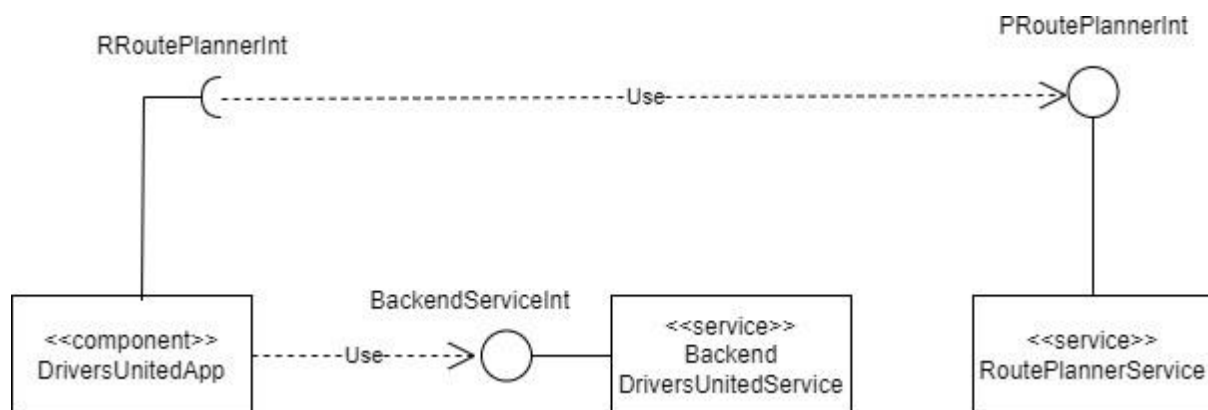 PRoutePlannerInt
RRoutePlannerInt
Use
BackendServiceInt
<<component>>
DriversUnitedApp
Use
<<service>>
Backend
DriversUnitedService
<<service>>
RoutePlannerService